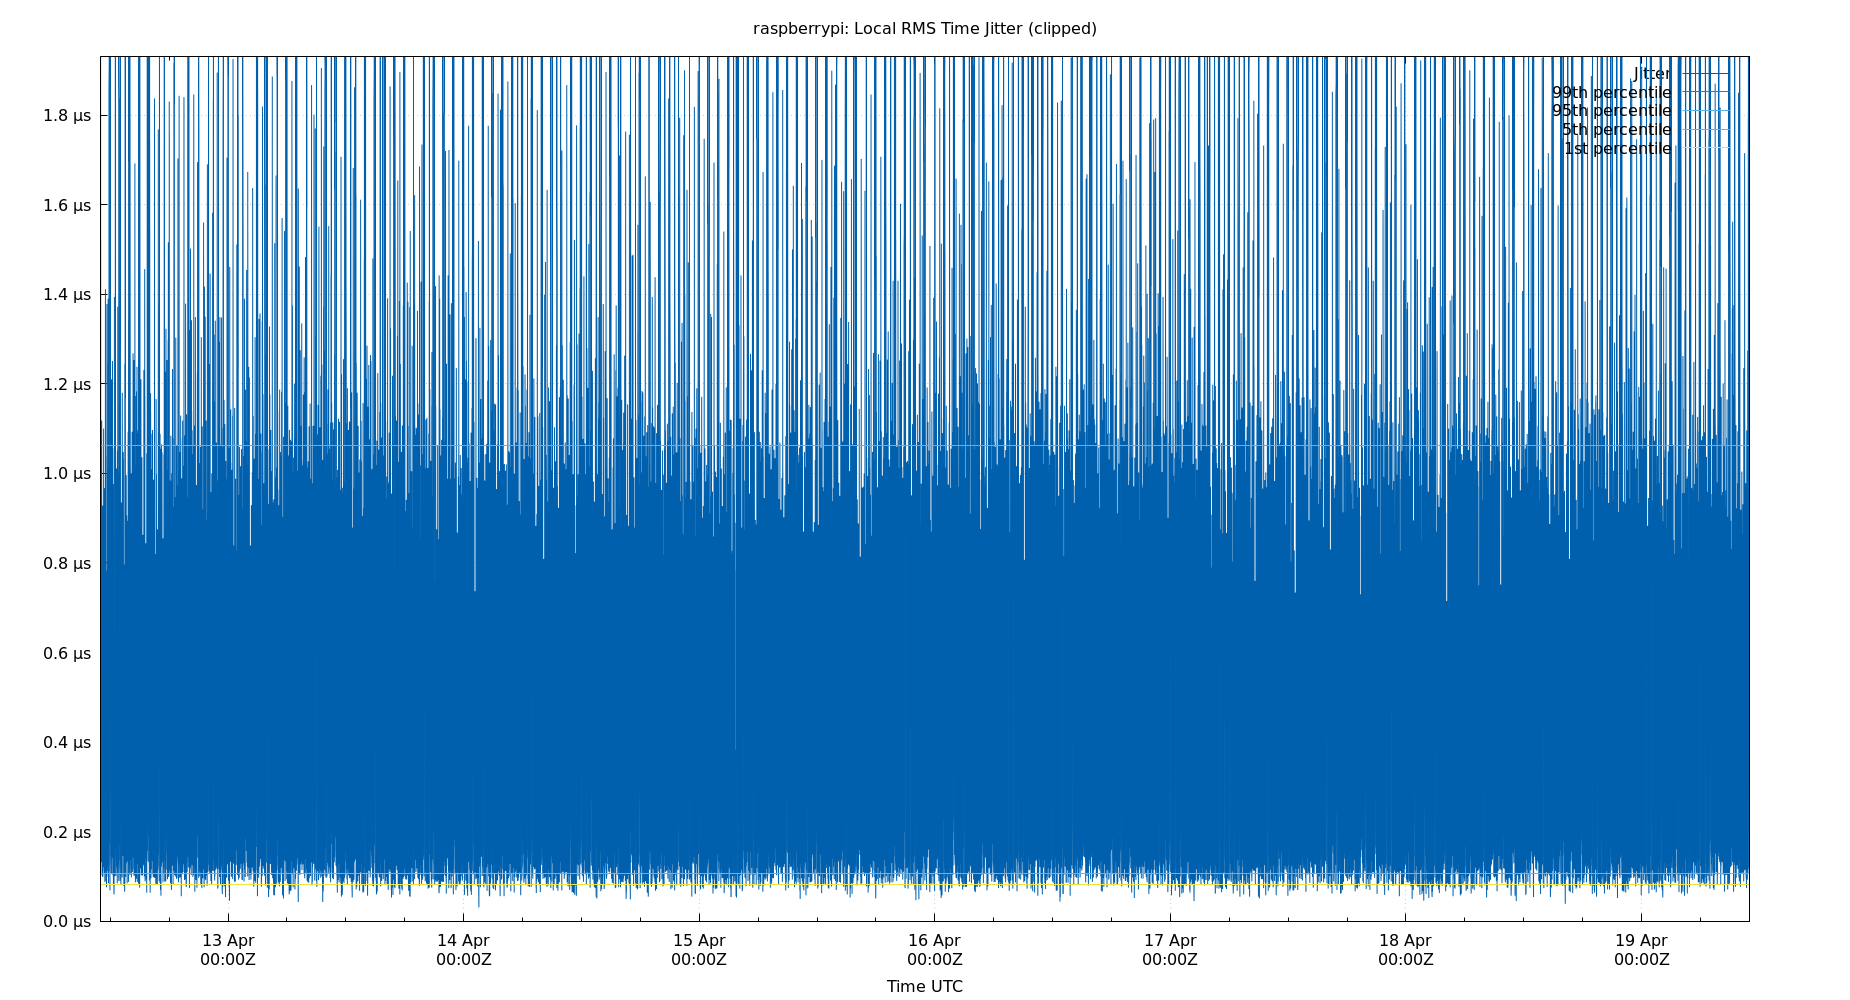 raspberrypi: Local RMS Time Jitter (clipped)
Jitter
99th percentile
95th percentile
5th percentile
1st percentile
1.8 µs
1.6 µs
1.4 µs
1.2 µs
1.0 µs
0.8 µs
0.6 µs
0.4 µs
0.2 µs
0.0 µs
13 Apr 14 Apr 15 Apr 16 Apr 17 Apr 18 Apr 19 Apr
00:00Z 00:00Z 00:00Z 00:00Z 00:00Z 00:00Z 00:00Z
Time UTC